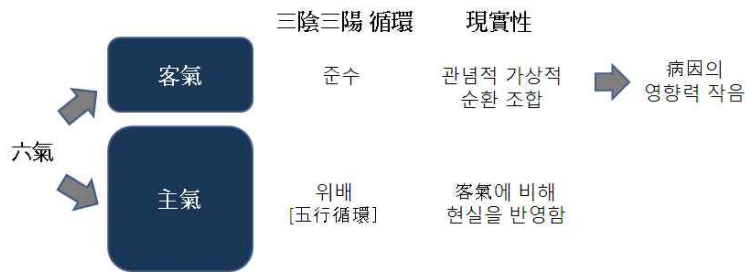 三陰三陽 循環
現實性
客氣
준수
관념적 가상적
순환 조합
病因의
영향력 작음
六氣
主氣
위배
[五行循環]
客氣에 비해
현실을 반영함